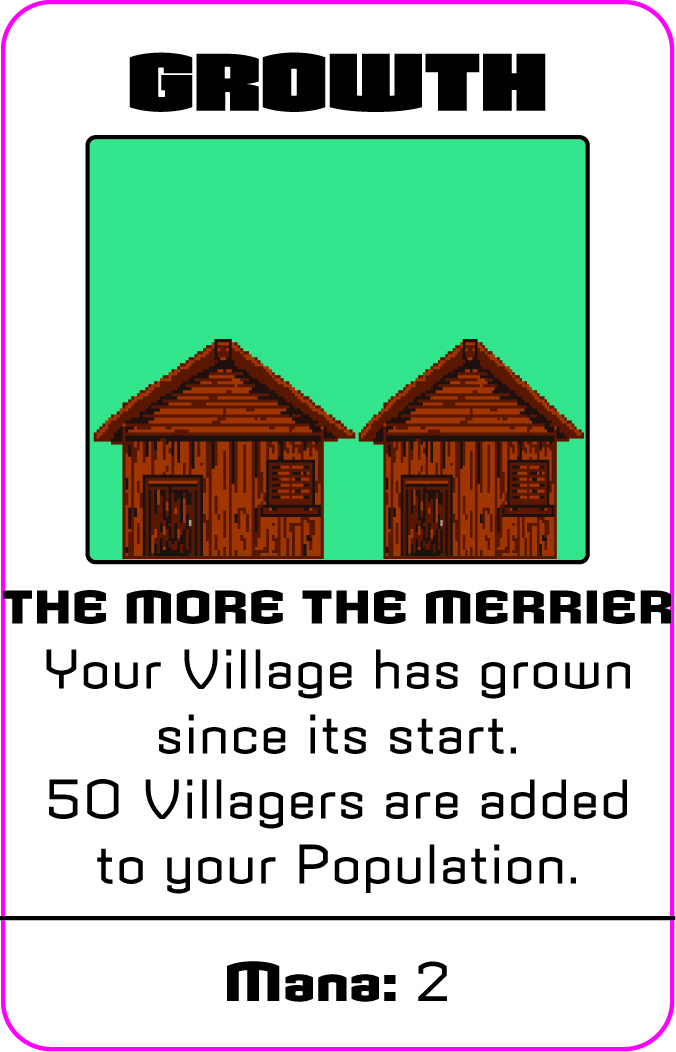 GROWTH
THE MORE THE MERRIER
Your Village has grown
since its start.
50 Villagers are added
to your Population.
Mana: 2